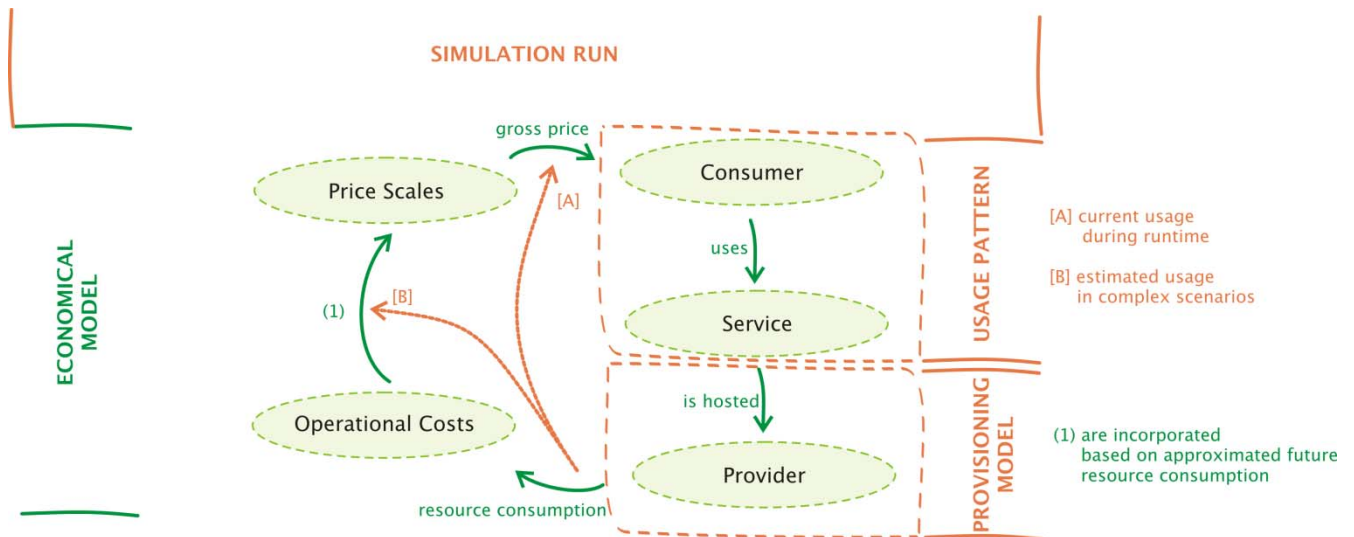 SIMULATION RUN
gross price
Price Scales
Consumer
[A]
uses
[B]
(1)
Service
Operational Costs
is hosted
Provider
resource consumption
ECONOMICAL
MODEL
USAGE PATTERN
PROVISIONING
MODEL
[A] current usage
during runtime
[B] estimated usage
in complex scenarios
(1) are incorporated
based on approximated future
resource consumption